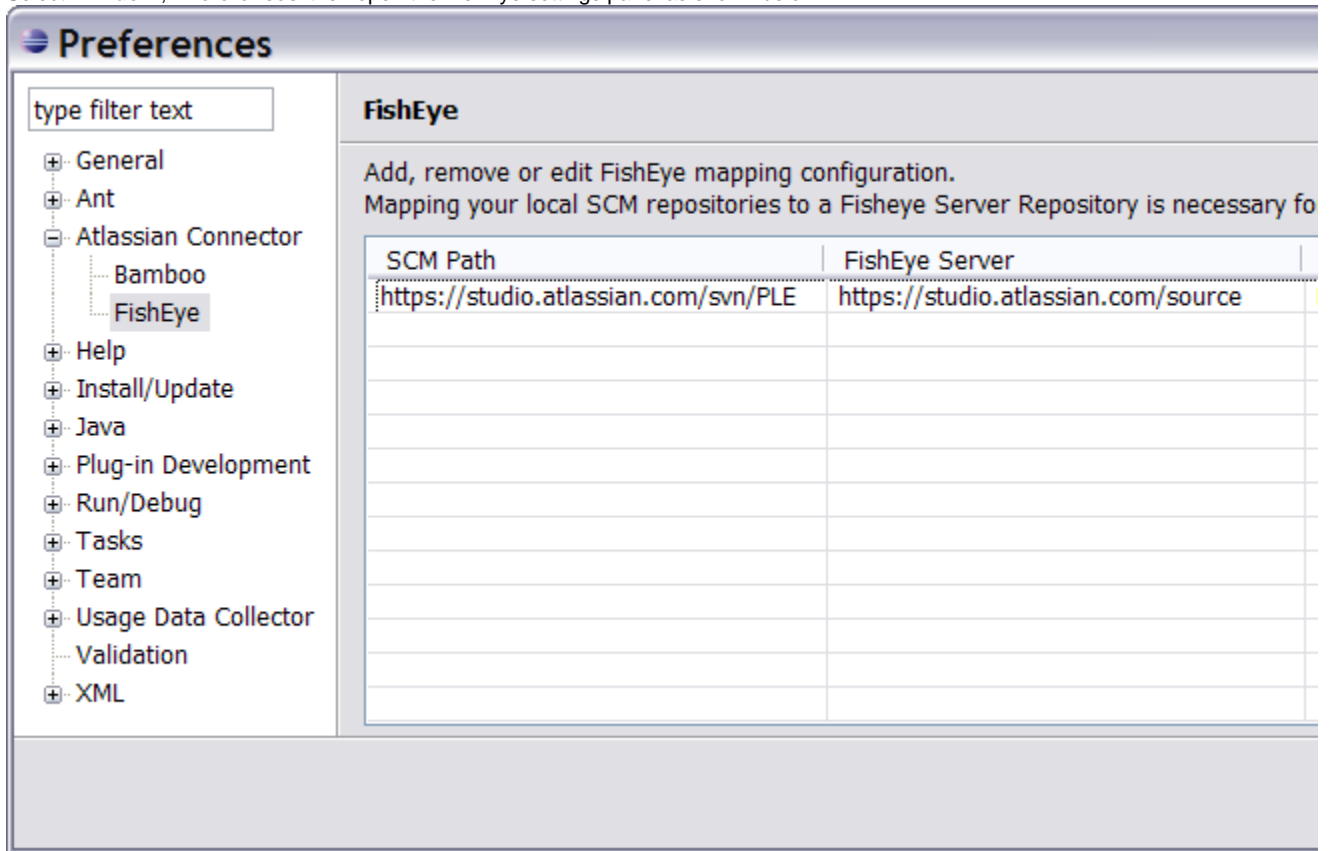 Preferences
type filter text
General
Ant
Atlassian Connector
Bamboo
FishEye
Help
Install/Update
Java
Plug-in Development
Run/Debug
Tasks
Team
Usage Data Collector
Validation
XML
FishEye
Add, remove or edit FishEye mapping configuration.
Mapping your local SCM repositories to a Fisheye Server Repository is necessary fo
SCM Path FishEye Server
https://studio.atlassian.com/svn/PLE https://studio.atlassian.com/source